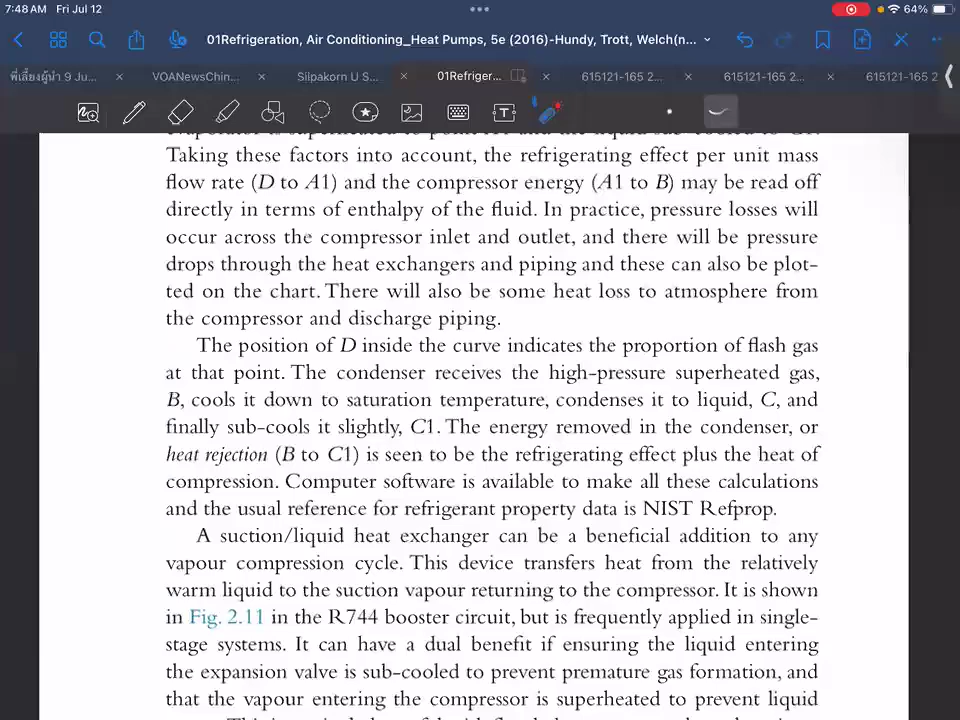 7:48 AM Fri Jul 12
64%
01Refrigeration, Air Conditioning_Heat Pumps, 5e (2016)-Hundy, Trott, Welch(n...
พี่เลี้ยงผู้นำ 9 Ju...
VOANewsChin...
Silpakorn U S...
01Refriger...
615121-165 2...
615121-165 2...
615121-165 2
Taking these factors into account, the refrigerating effect per unit mass
flow rate (D to A1) and the compressor energy (A1 to B) may be read off
directly in terms of enthalpy of the fluid. In practice, pressure losses will
occur across the compressor inlet and outlet, and there will be pressure
drops through the heat exchangers and piping and these can also be plot-
ted on the chart. There will also be some heat loss to atmosphere from
the compressor and discharge piping.
The position of D inside the curve indicates the proportion of flash gas
at that point. The condenser receives the high-pressure superheated gas,
B, cools it down to saturation temperature, condenses it to liquid, C, and
finally sub-cools it slightly, C1. The energy removed in the condenser, or
heat rejection (B to C1) is seen to be the refrigerating effect plus the heat of
compression. Computer software is available to make all these calculations
and the usual reference for refrigerant property data is NIST Refprop.
A suction/liquid heat exchanger can be a beneficial addition to any
vapour compression cycle. This device transfers heat from the relatively
warm liquid to the suction vapour returning to the compressor. It is shown
in Fig. 2.11 in the R744 booster circuit, but is frequently applied in single-
stage systems. It can have a dual benefit if ensuring the liquid entering
the expansion valve is sub-cooled to prevent premature gas formation, and
that the vapour entering the compressor is superheated to prevent liquid